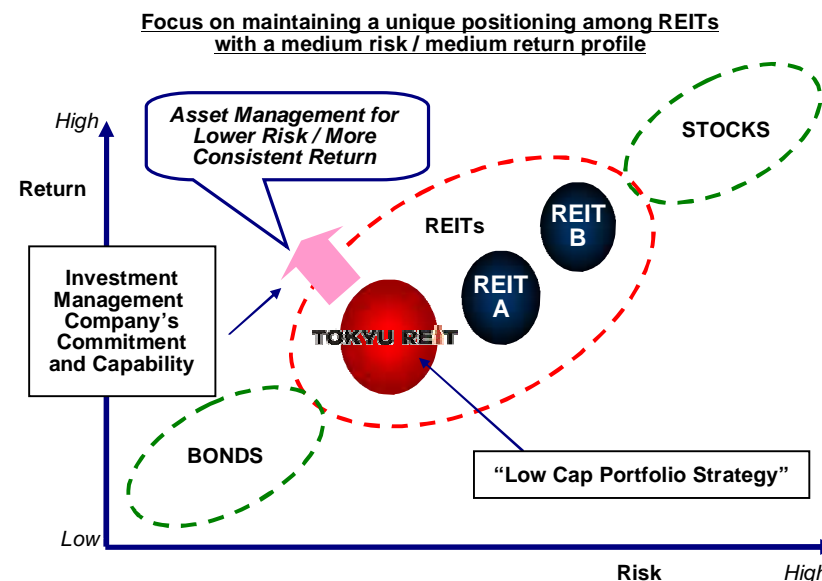 Focus on maintaining a unique positioning among REITs
with a medium risk / medium return profile
High
Asset Management for
Lower Risk / More
Consistent Return
STOCKS
Return
REITs
REIT
B
REIT
A
Investment
Management
Company’s
Commitment
and Capability
TOKYU REIT
BONDS
“Low Cap Portfolio Strategy”
Low
Risk
High